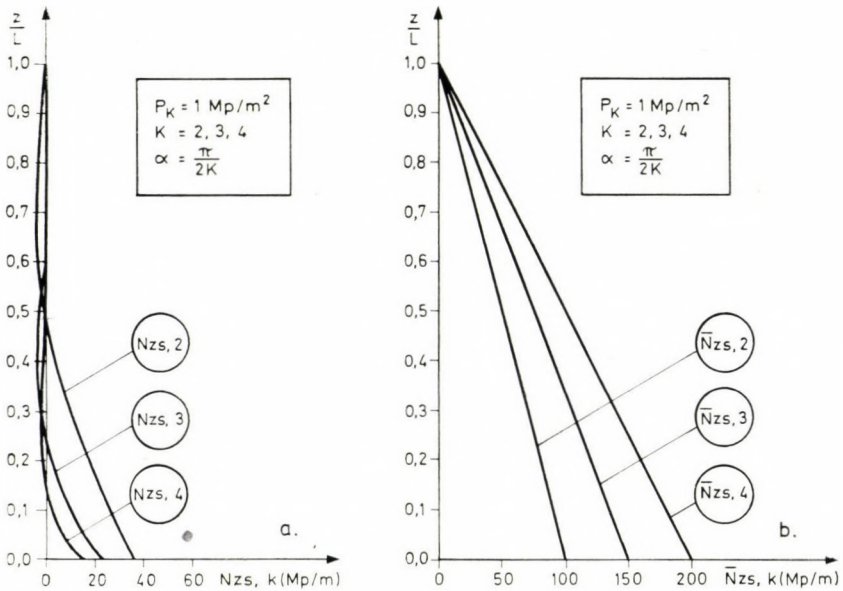 z/L
1,0
0,9
0,8
0,7
0,6
0,5
0,4
0,3
0,2
0,1
0,0
P_K = 1 Mp/m²
K = 2, 3, 4
α = π/2K
Nzs, 2
Nzs, 3
Nzs, 4
a.
0 20 40 60 Nzs, k (Mp/m)
z/L
1,0
0,9
0,8
0,7
0,6
0,5
0,4
0,3
0,2
0,1
0,0
P_K = 1 Mp/m²
K = 2, 3, 4
α = π/2K
N̄zs, 2
N̄zs, 3
N̄zs, 4
b.
0 50 100 150 200 N̄zs, k (Mp/m)